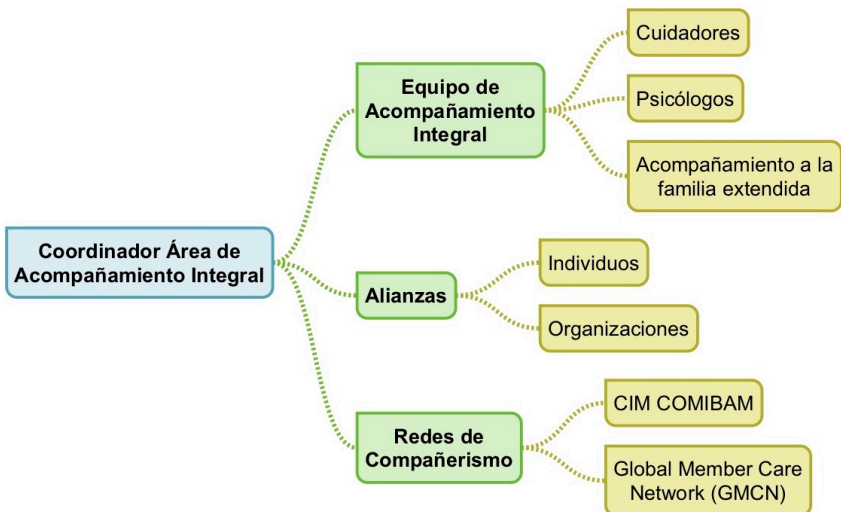 Coordinador Área de
Acompañamiento Integral
Equipo de
Acompañamiento
Integral
Cuidadores
Psicólogos
Acompañamiento a la
familia extendida
Alianzas
Individuos
Organizaciones
Redes de
Compañerismo
CIM COMIBAM
Global Member Care
Network (GMCN)